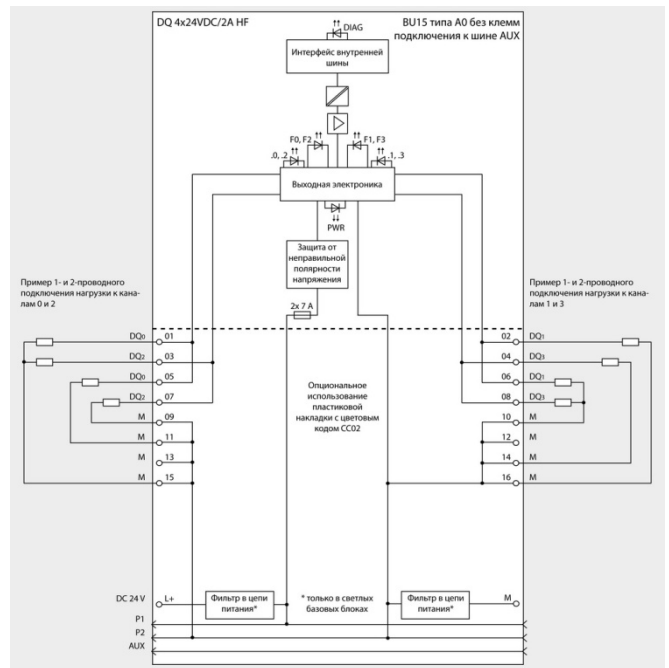 DQ 4x24VDC/2A HF
BU15 типа A0 без клемм
подключения к шине AUX
DIAG
Интерфейс внутренней
шины
F0, F2
F1, F3
.0, .2
.1, .3
Выходная электроника
PWR
Защита от
неправильной
полярности
напряжения
2x 7 A
Пример 1- и 2-проводного
подключения нагрузки к кана-
лам 0 и 2
Пример 1- и 2-проводного
подключения нагрузки к каналам
1 и 3
DQ0 01
02 DQ1
DQ2 03
04 DQ3
DQ0 05
06 DQ1
DQ2 07
08 DQ3
M 09
10 M
M 11
12 M
M 13
14 M
M 15
16 M
Опциональное
использование
пластиковой
накладки с цветовым
кодом CC02
DC 24 V L+
Фильтр в цепи
питания*
* только в светлых
базовых блоках
Фильтр в цепи
питания*
M
P1
P2
AUX